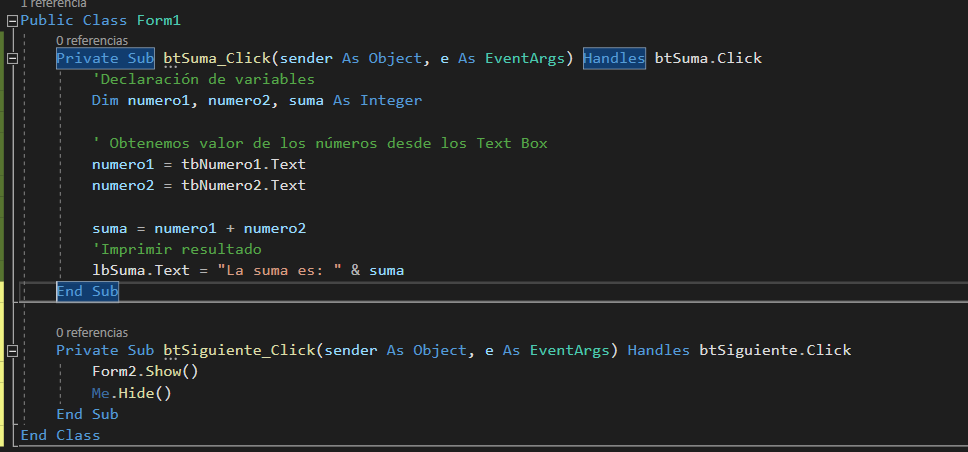 1 referencia
Public Class Form1
0 referencias
Private Sub btSuma_Click(sender As Object, e As EventArgs) Handles btSuma.Click
'Declaración de variables
Dim numero1, numero2, suma As Integer
' Obtenemos valor de los números desde los Text Box
numero1 = tbNumero1.Text
numero2 = tbNumero2.Text
suma = numero1 + numero2
'Imprimir resultado
lbSuma.Text = "La suma es: " & suma
End Sub
0 referencias
Private Sub btSiguiente_Click(sender As Object, e As EventArgs) Handles btSiguiente.Click
Form2.Show()
Me.Hide()
End Sub
End Class